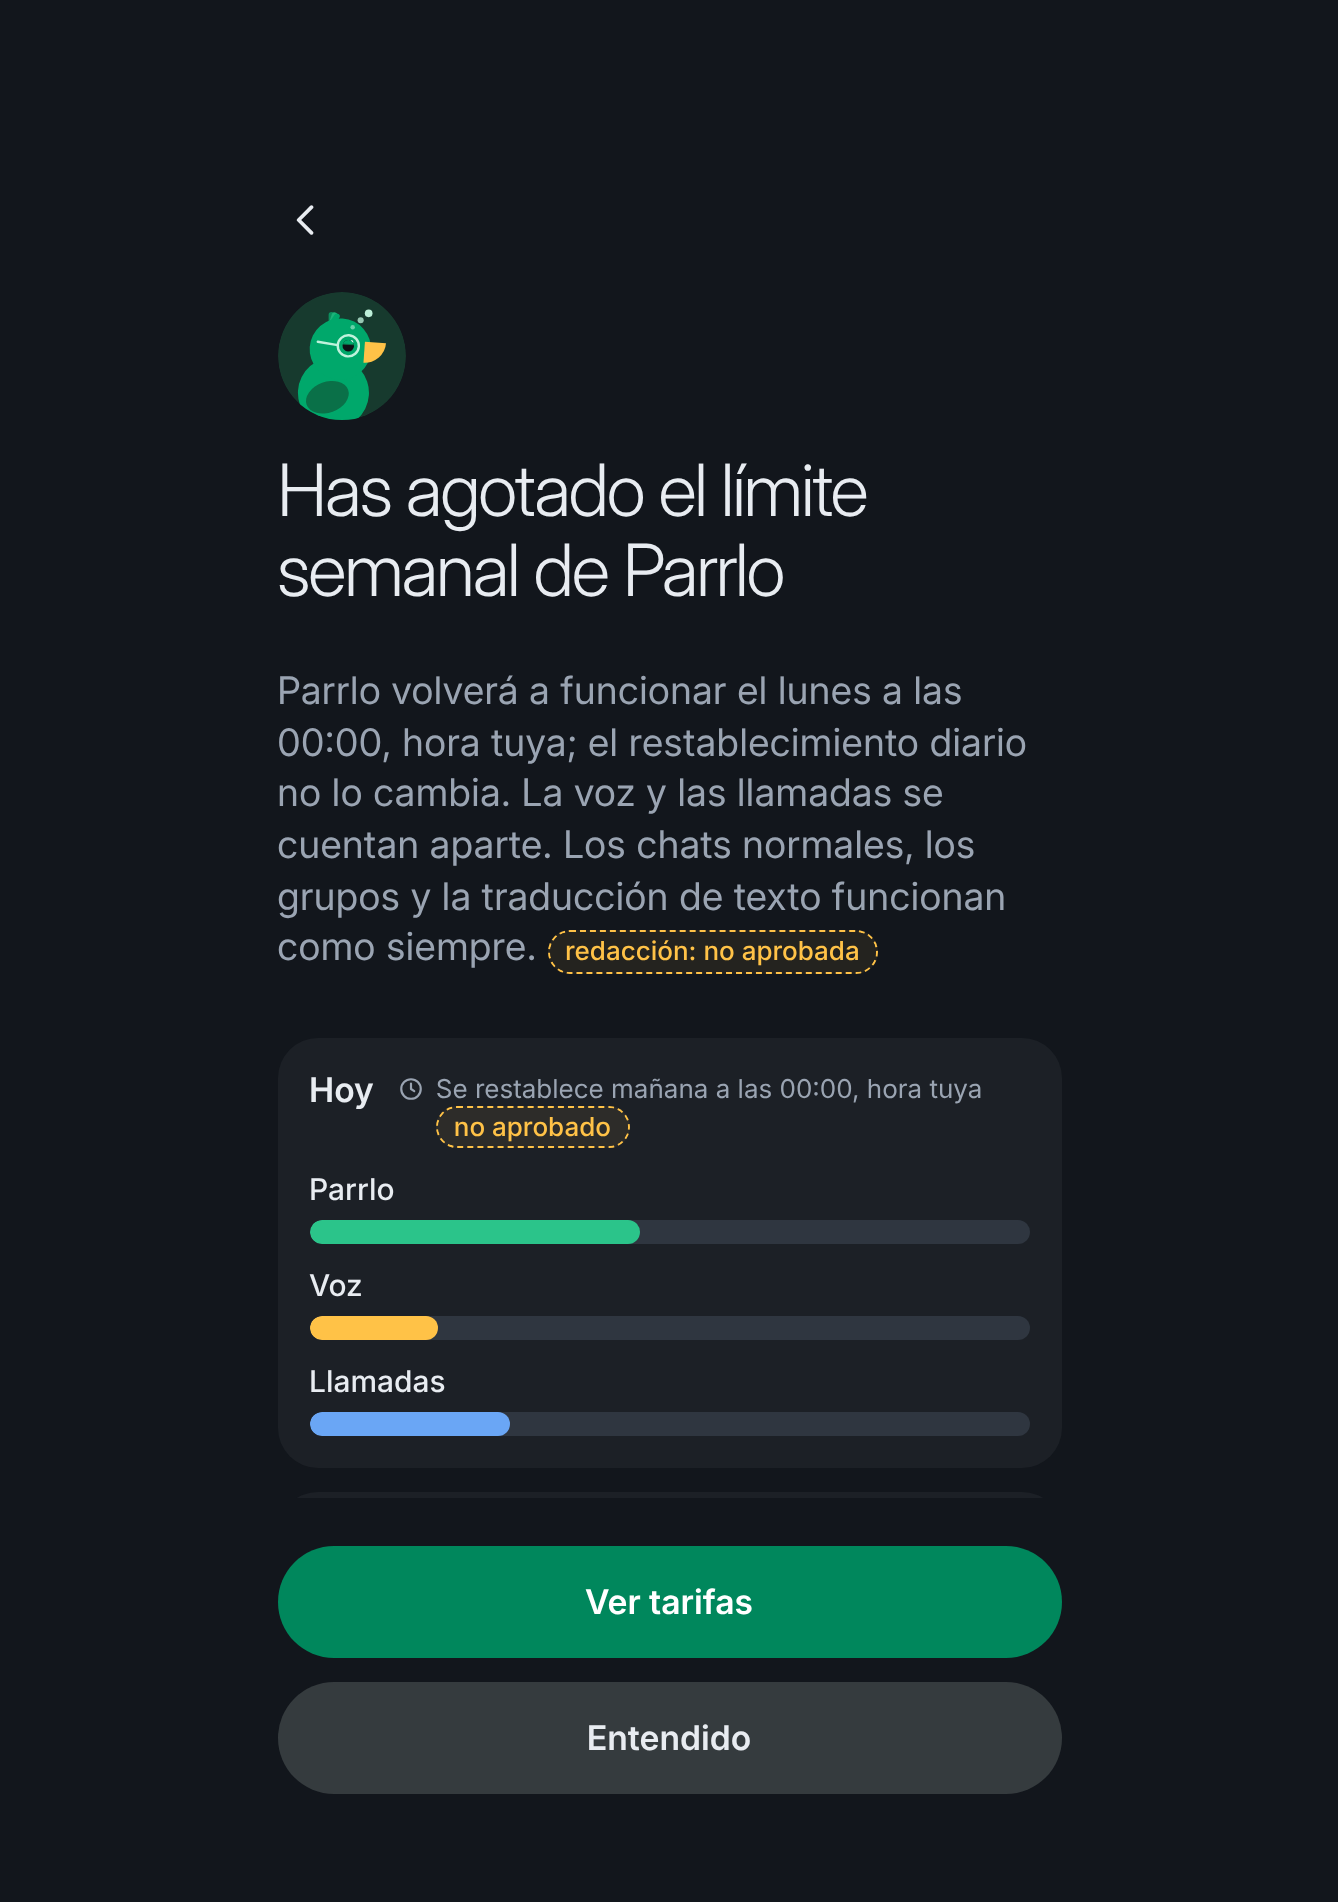 Has agotado el límite
semanal de Parrlo
Parrlo volverá a funcionar el lunes a las
00:00, hora tuya; el restablecimiento diario
no lo cambia. La voz y las llamadas se
cuentan aparte. Los chats normales, los
grupos y la traducción de texto funcionan
como siempre. redacción: no aprobada
Hoy Se restablece mañana a las 00:00, hora tuya
no aprobado
Parrlo
Voz
Llamadas
Ver tarifas
Entendido